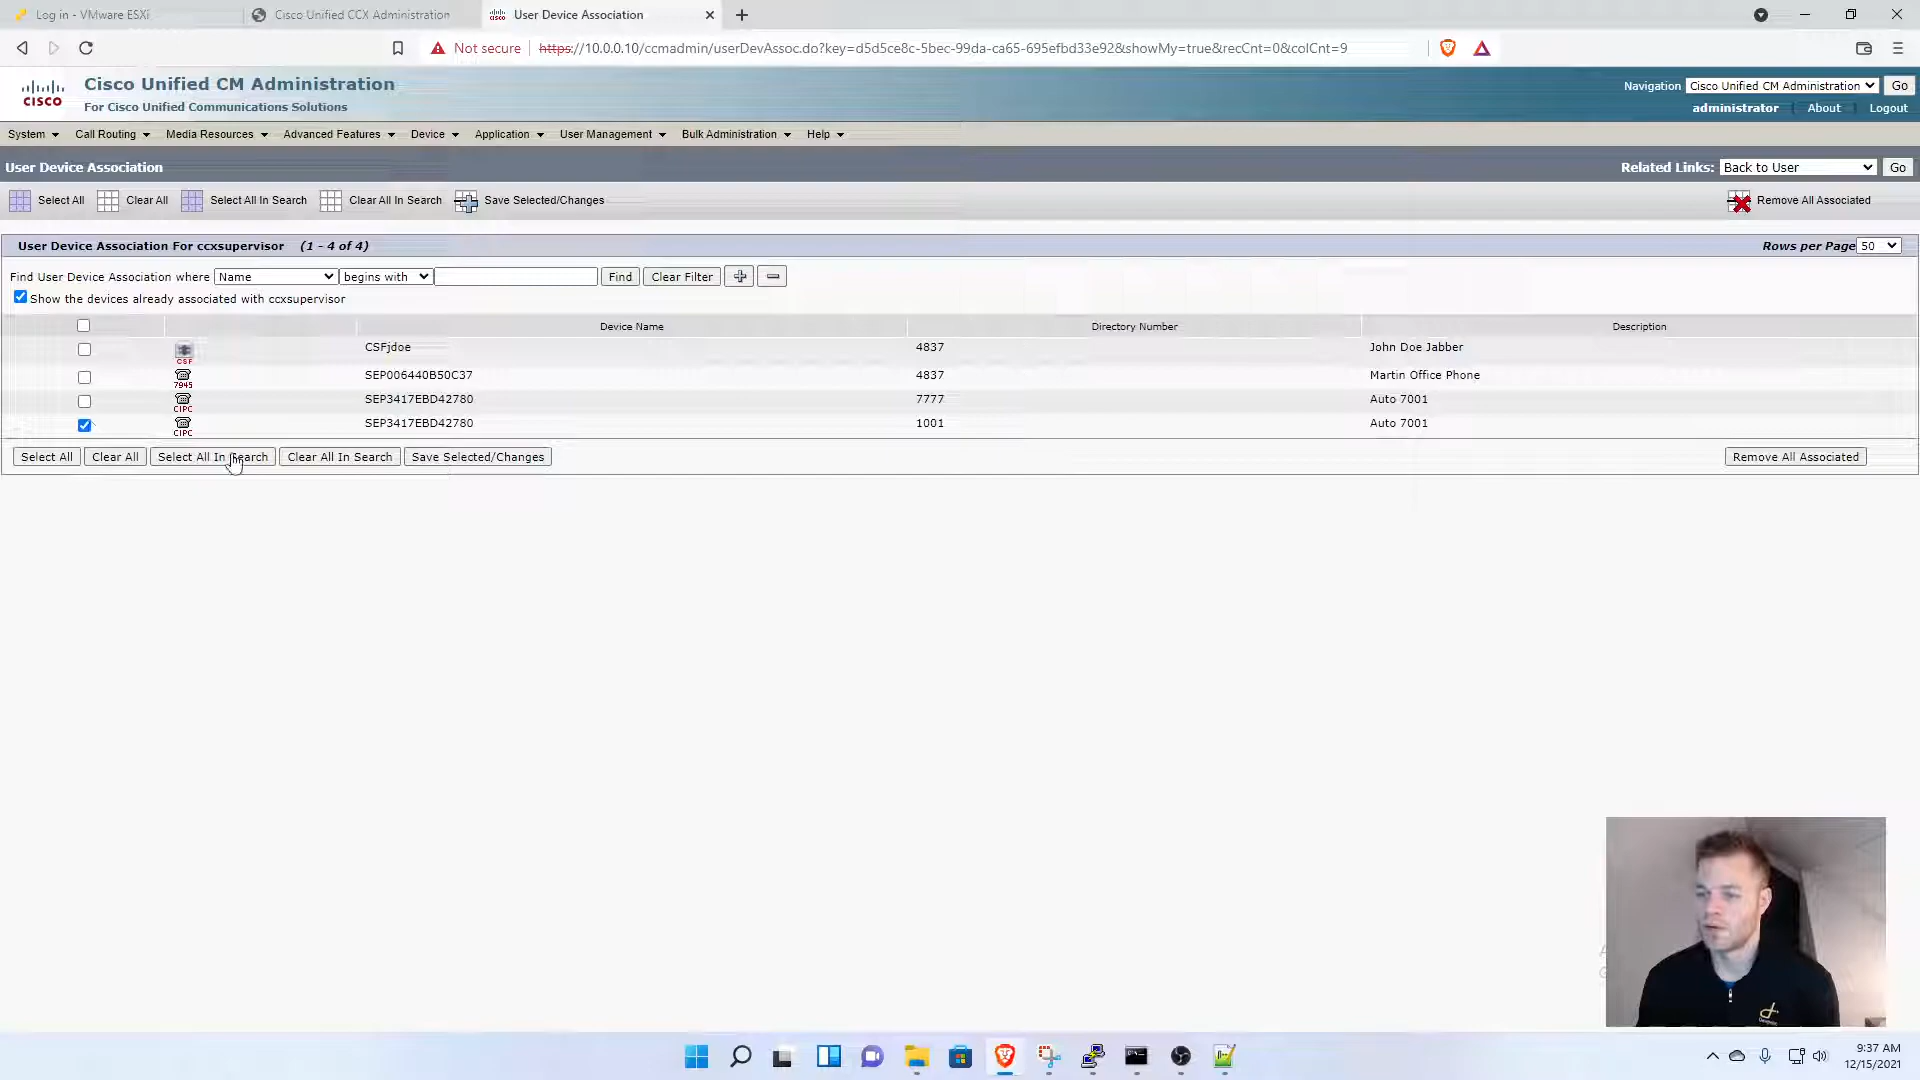 Log in - VMware ESXi
Cisco Unified CCX Administration
User Device Association
Not secure
https://10.0.0.10/ccmadmin/userDevAssoc.do?key=d5d5ce8c-5bec-99da-ca65-695efbd33e92&showMy=true&recCnt=0&colCnt=9
CISCO
Cisco Unified CM Administration
For Cisco Unified Communications Solutions
Navigation Cisco Unified CM Administration Go
administrator About Logout
System Call Routing Media Resources Advanced Features Device Application User Management Bulk Administration Help
User Device Association
Related Links: Back to User Go
Select All Clear All Select All In Search Clear All In Search Save Selected/Changes Remove All Associated
User Device Association For ccxsupervisor (1 - 4 of 4)
Rows per Page 50
Find User Device Association where Name begins with Find Clear Filter
Show the devices already associated with ccxsupervisor
Device Name Directory Number Description
CSF CSFjdoe 4837 John Doe Jabber
7945 SEP006440B50C37 4837 Martin Office Phone
CIPC SEP3417EBD42780 7777 Auto 7001
CIPC SEP3417EBD42780 1001 Auto 7001
Select All Clear All Select All In Search Clear All In Search Save Selected/Changes Remove All Associated
9:37 AM
12/15/2021